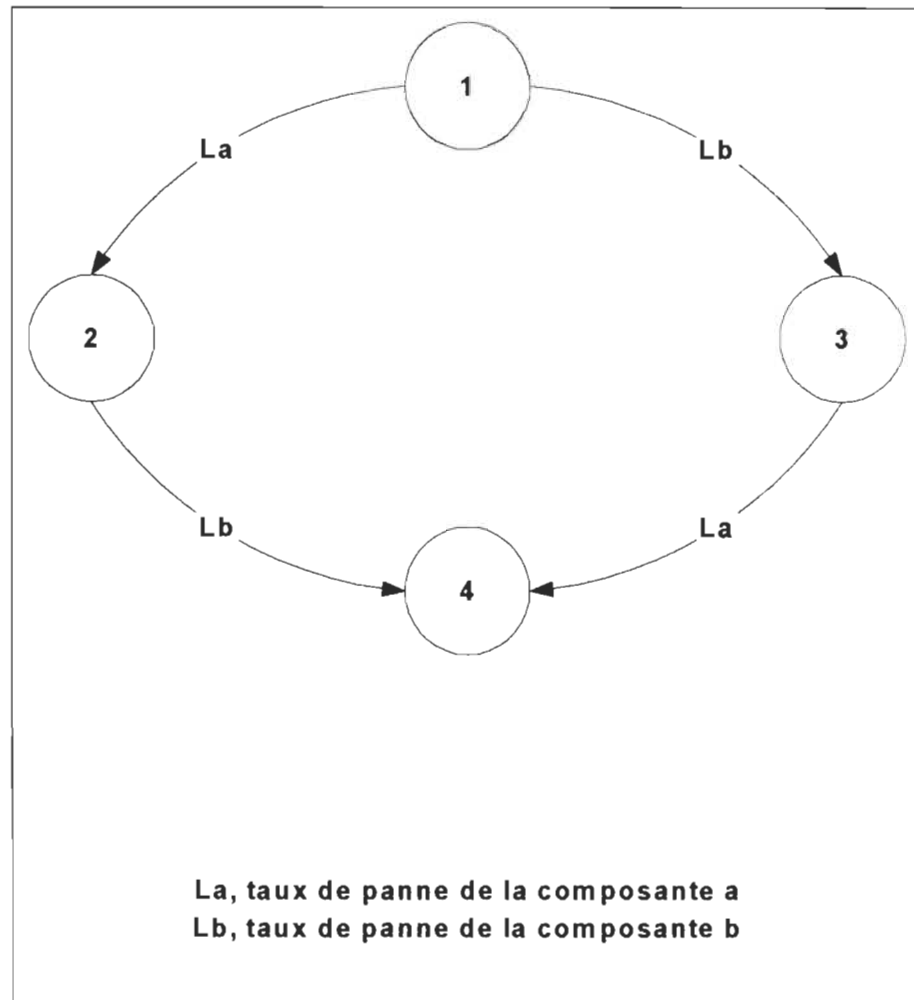 1
La
Lb
2
3
Lb
La
4
La, taux de panne de la composante a
Lb, taux de panne de la composante b